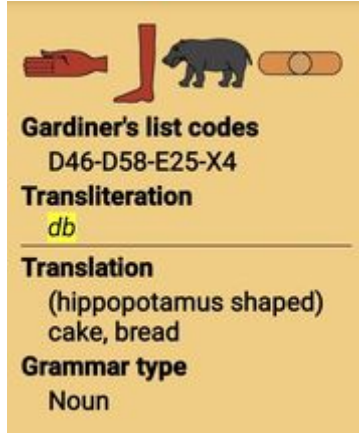 Gardiner's list codes
D46-D58-E25-X4
Transliteration
db
Translation
(hippopotamus shaped)
cake, bread
Grammar type
Noun